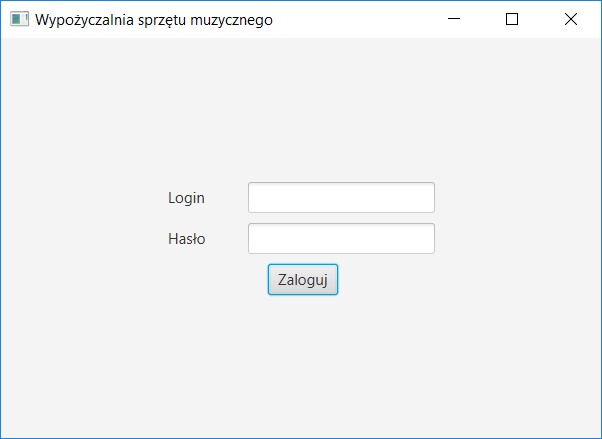 Wypożyczalnia sprzętu muzycznego
Login
Hasło
Zaloguj